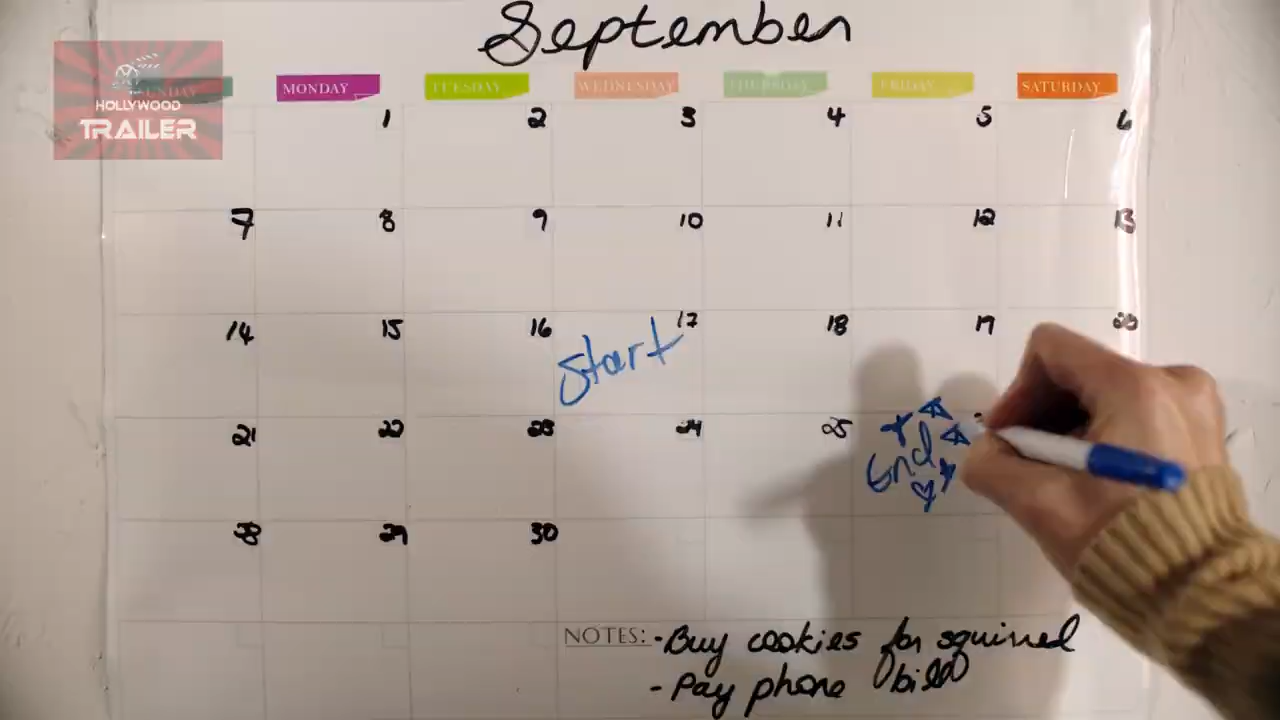 September
HOLLYWOOD
TRAILER
SUNDAY MONDAY TUESDAY WEDNESDAY THURSDAY FRIDAY SATURDAY
1 2 3 4 5 6
7 8 9 10 11 12 13
14 15 16 17 18 19 20
Start
21 22 23 24 25
End
28 29 30
NOTES: -Buy cookies for squirrel
-Pay phone bill